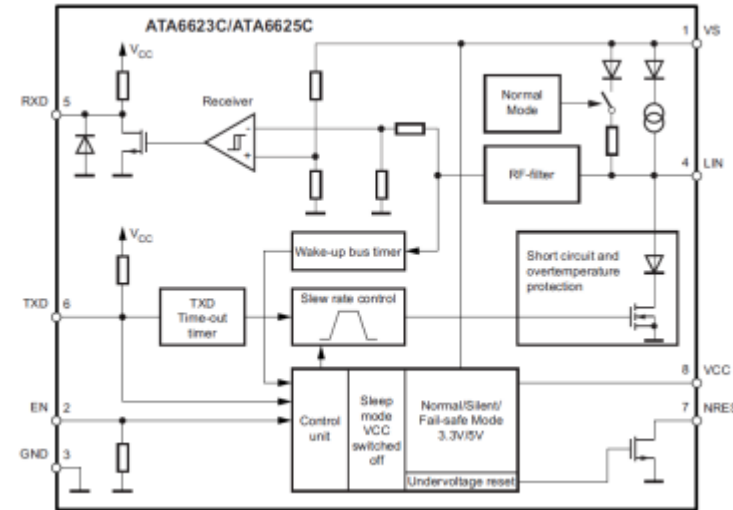 ATA6623C/ATA6625C
1 VS
VCC
RXD 5
Receiver
-
+
Normal
Mode
4 LIN
RF-filter
VCC
Wake-up bus timer
Short circuit and
overtemperature
protection
TXD 6
TXD
Time-out
timer
Slew rate control
8 VCC
EN 2
7 NRES
Control
unit
Sleep
mode
VCC
switched
off
Normal/Silent/
Fail-safe Mode
3.3V/5V
GND 3
Undervoltage reset